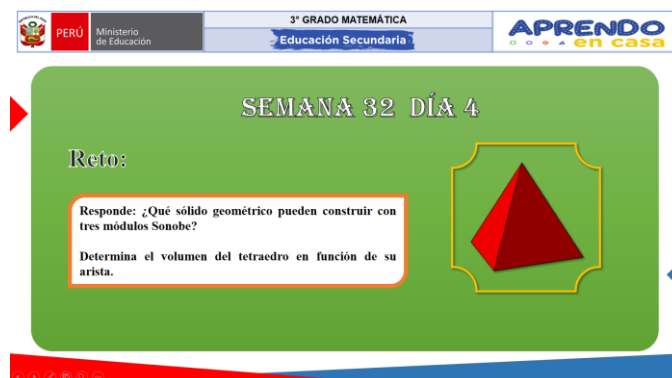 PERÚ
Ministerio
de Educación
3° GRADO MATEMÁTICA
Educación Secundaria
APRENDO
en casa
SEMANA 32 DÍA 4
Reto:
Responde: ¿Qué sólido geométrico pueden construir con
tres módulos Sonobe?
Determina el volumen del tetraedro en función de su
arista.